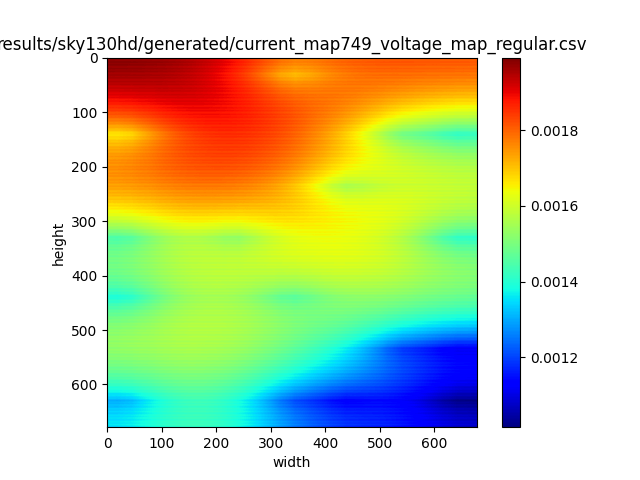 results/sky130hd/generated/current_map749_voltage_map_regular.csv
0
100
200
300
400
500
600
height
0 100 200 300 400 500 600
width
0.0018
0.0016
0.0014
0.0012